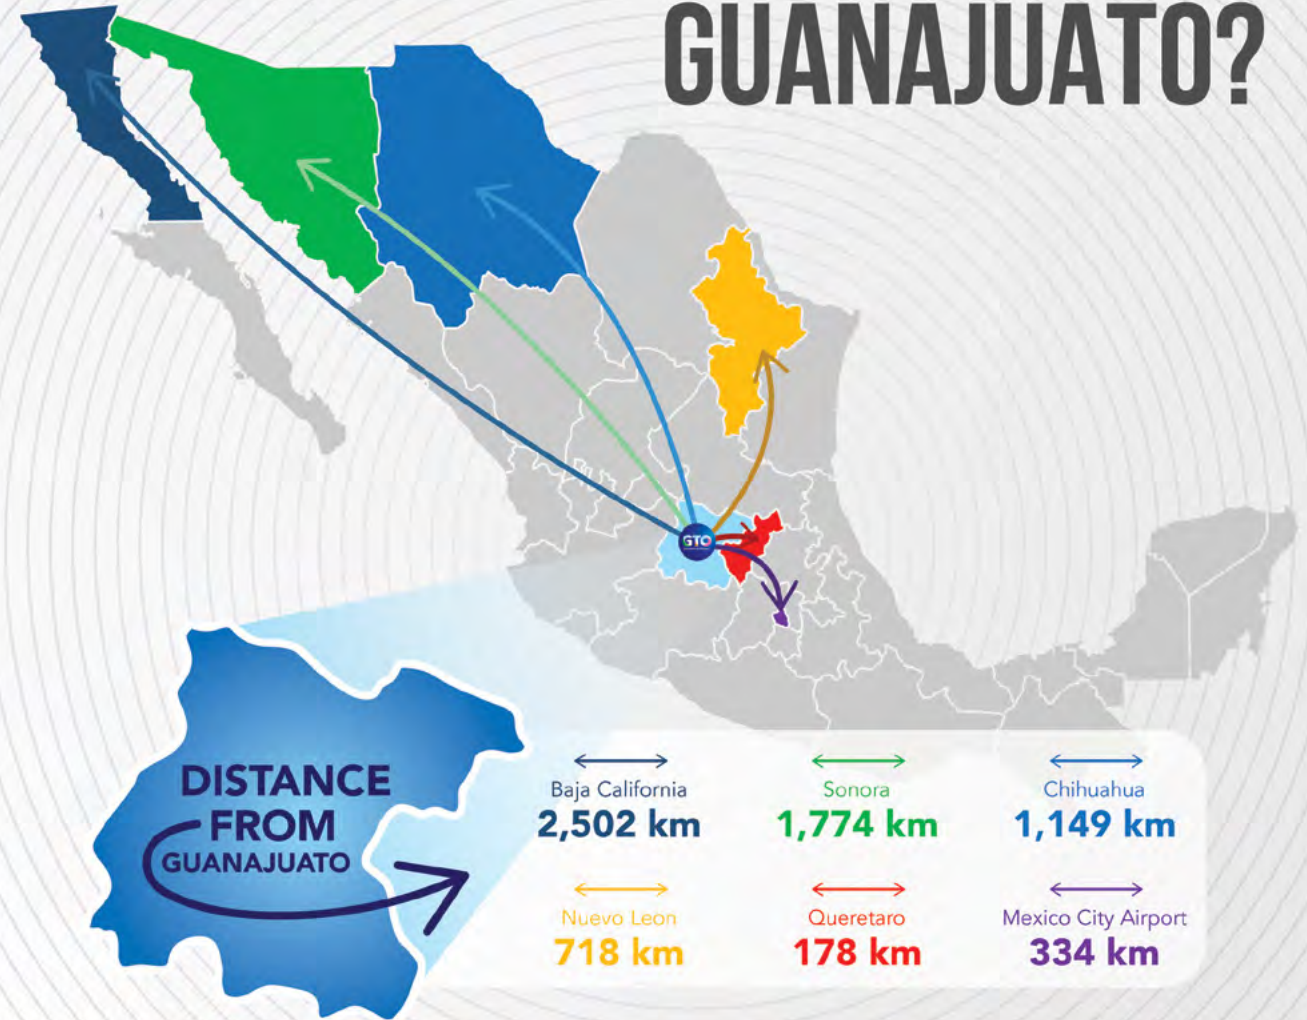 GUANAJUATO?
GTO
DISTANCE
FROM
GUANAJUATO
Baja California
2,502 km
Sonora
1,774 km
Chihuahua
1,149 km
Nuevo Leon
718 km
Queretaro
178 km
Mexico City Airport
334 km